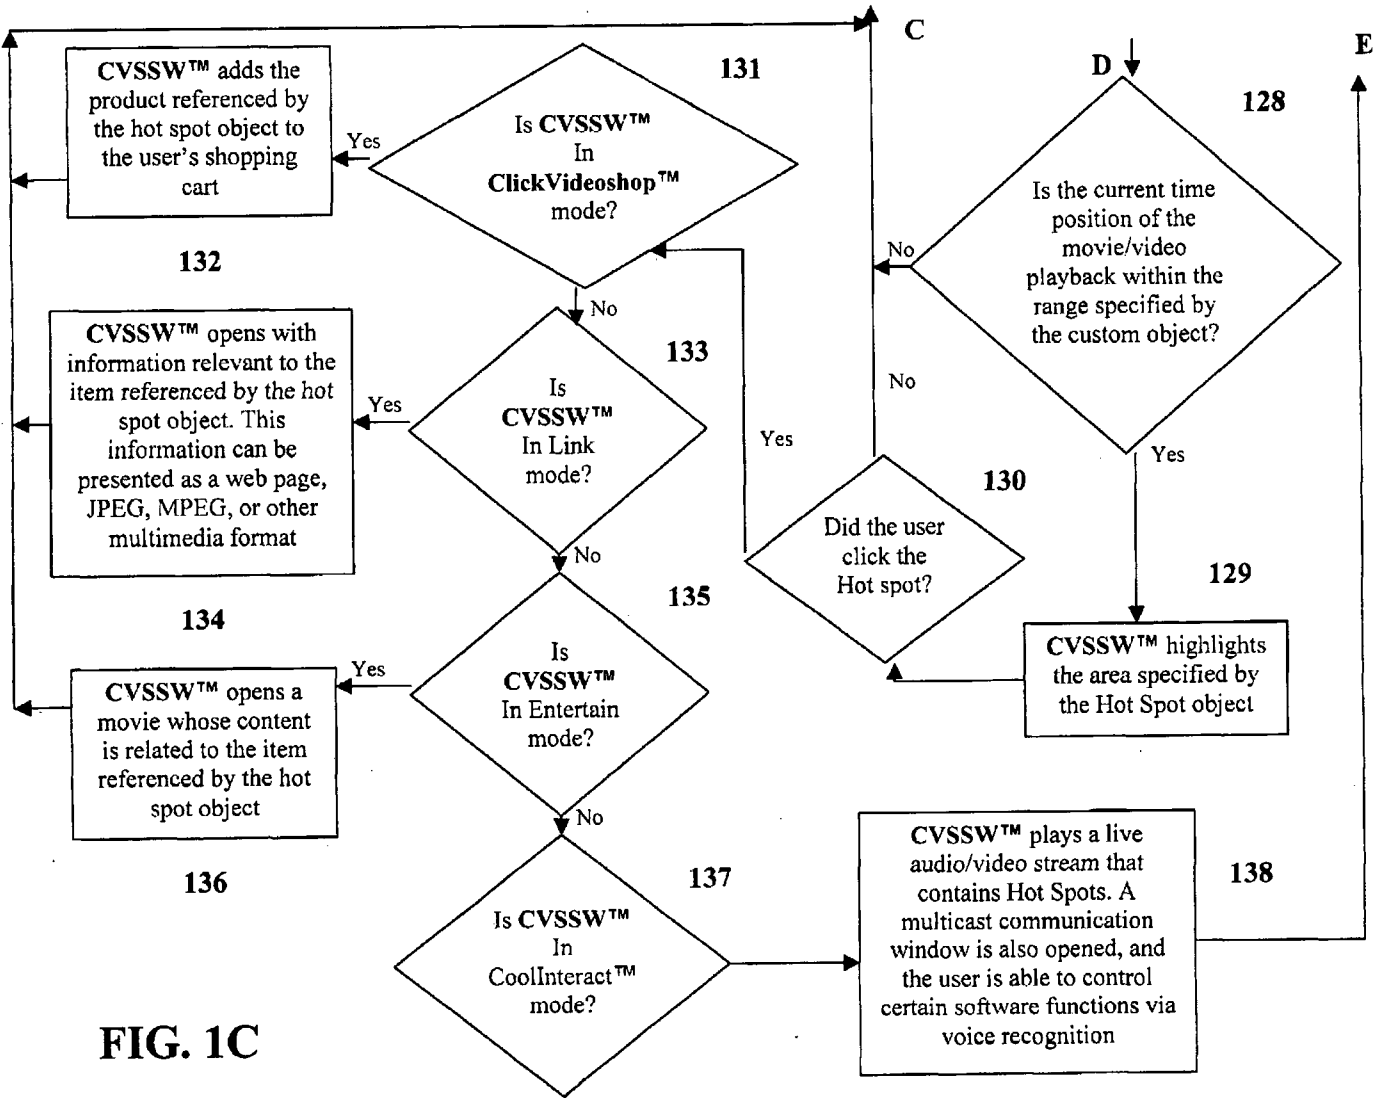 C
D
E
131
128
CVSSW™ adds the
product referenced by
the hot spot object to
the user's shopping
cart
Yes
Is CVSSW™
In
ClickVideoshop™
mode?
Is the current time
position of the
movie/video
playback within the
range specified by
the custom object?
No
132
No
133
CVSSW™ opens with
information relevant to the
item referenced by the hot
spot object. This
information can be
presented as a web page,
JPEG, MPEG, or other
multimedia format
Yes
Is
CVSSW™
In Link
mode?
No
Yes
Yes
130
Did the user
click the
Hot spot?
No
129
134
135
CVSSW™ highlights
the area specified by
the Hot Spot object
CVSSW™ opens a
movie whose content
is related to the item
referenced by the hot
spot object
Yes
Is
CVSSW™
In Entertain
mode?
No
136
137
138
Is CVSSW™
In
CoolInteract™
mode?
CVSSW™ plays a live
audio/video stream that
contains Hot Spots. A
multicast communication
window is also opened, and
the user is able to control
certain software functions via
voice recognition
FIG. 1C